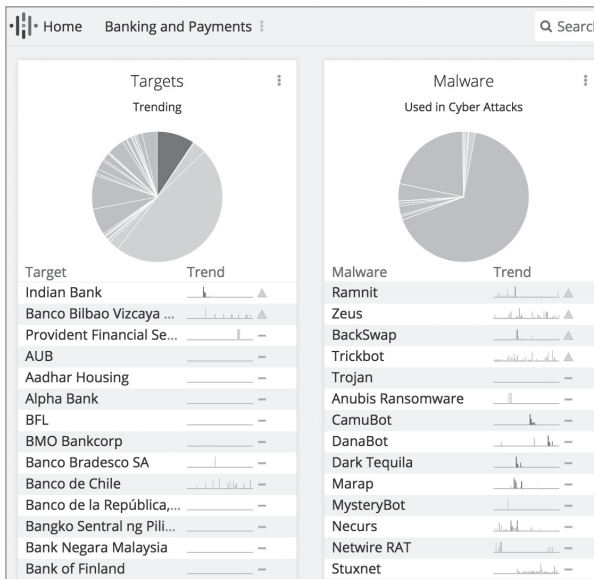 Home Banking and Payments
Search
Targets
Trending
Target Trend
Indian Bank
Banco Bilbao Vizcaya ...
Provident Financial Se...
AUB
Aadhar Housing
Alpha Bank
BFL
BMO Bankcorp
Banco Bradesco SA
Banco de Chile
Banco de la República,...
Bangko Sentral ng Pili...
Bank Negara Malaysia
Bank of Finland
Malware
Used in Cyber Attacks
Malware Trend
Ramnit
Zeus
BackSwap
Trickbot
Trojan
Anubis Ransomware
CamuBot
DanaBot
Dark Tequila
Marap
MysteryBot
Necurs
Netwire RAT
Stuxnet